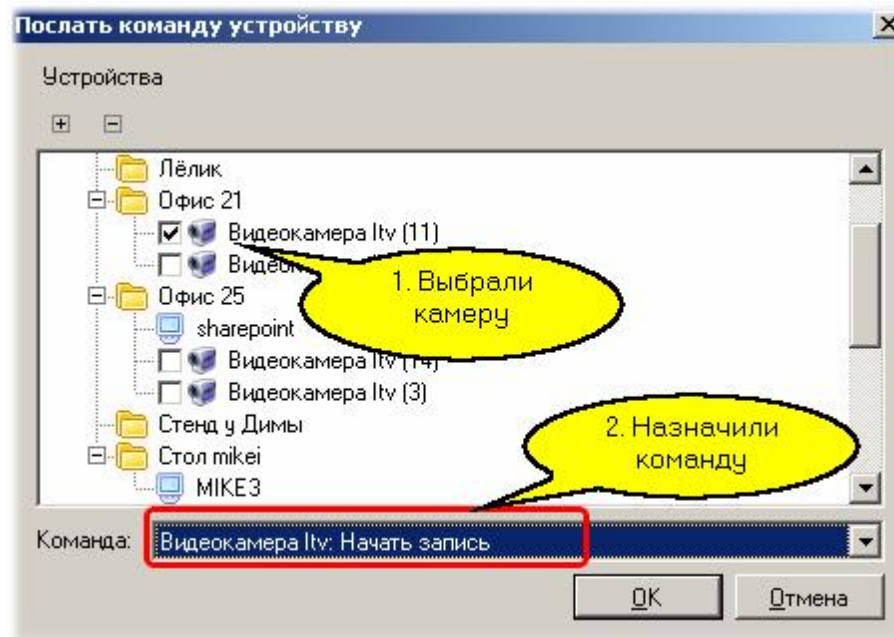 Послать команду устройству
Устройства
Лёлик
Офис 21
Видеокамера Itv (11)
1. Выбрали
камеру
Офис 25
sharepoint
Видеокамера Itv (14)
Видеокамера Itv (3)
Стенд у Димы
2. Назначили
команду
Стол mikei
MIKE3
Команда:
Видеокамера Itv: Начать запись
OK
Отмена